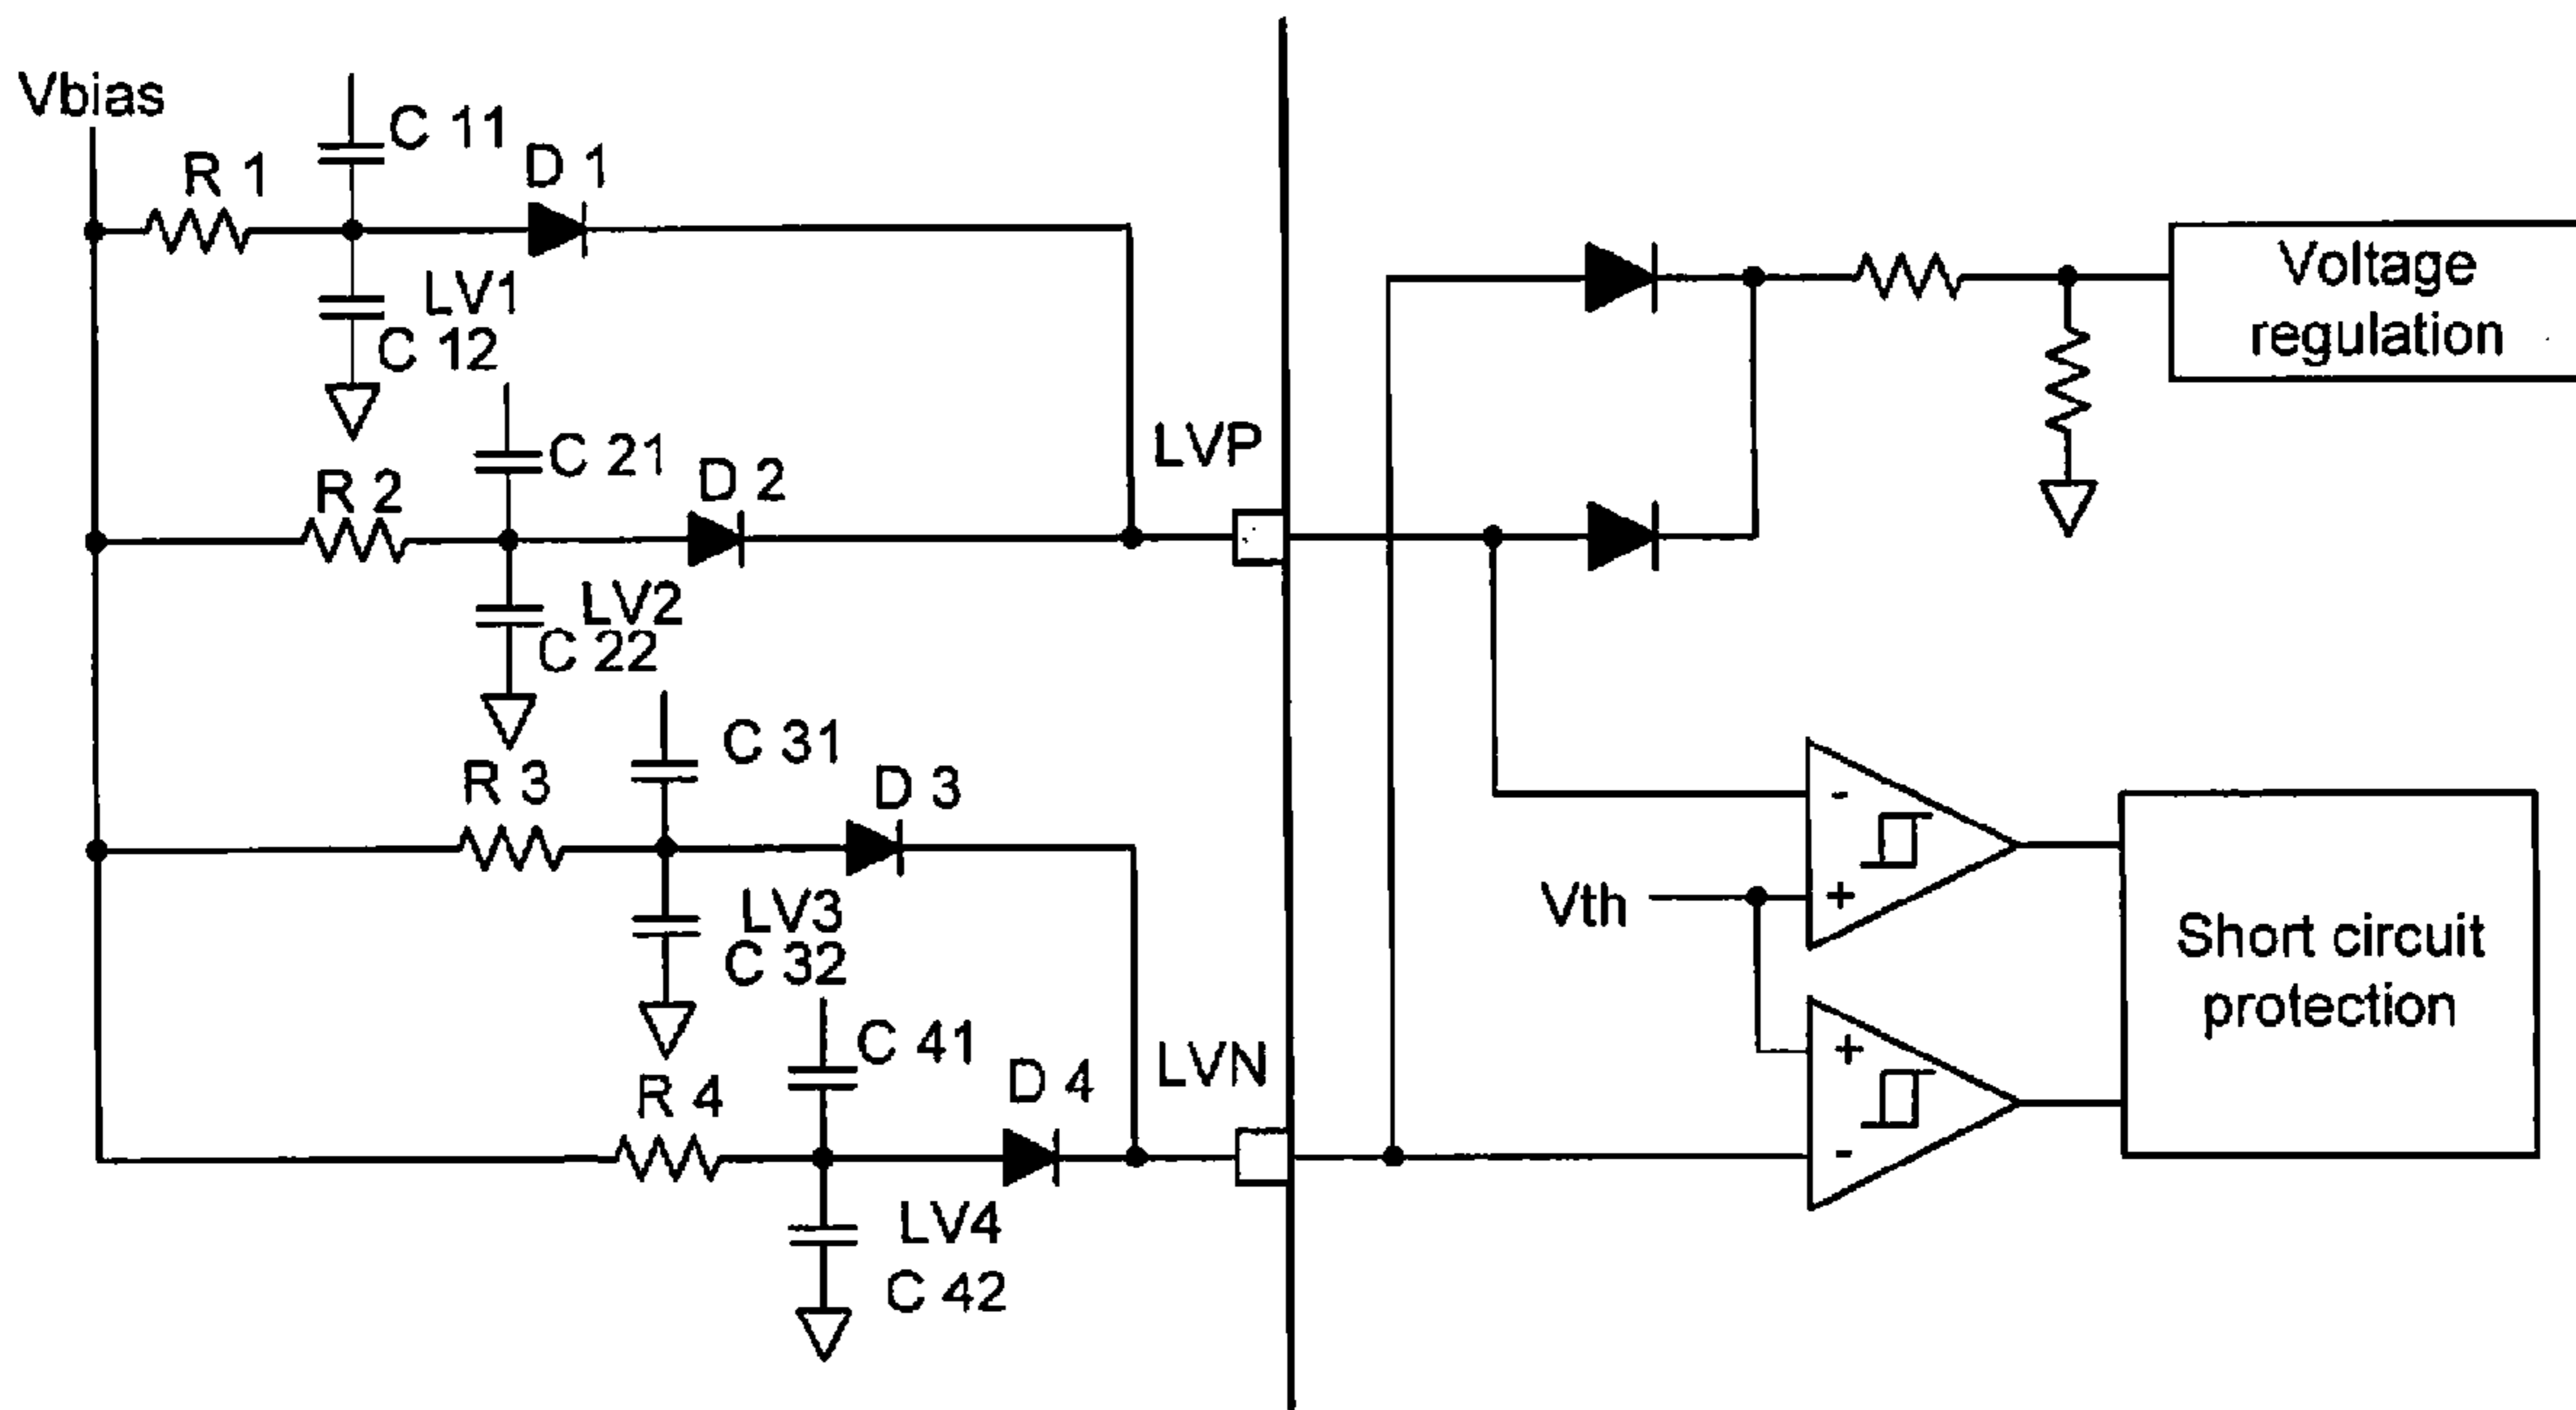 Vbias
R 1
C 11
D 1
LV1
C 12
R 2
C 21
D 2
LV2
C 22
R 3
C 31
D 3
LV3
C 32
R 4
C 41
D 4
LV4
C 42
LVP
LVN
Voltage
regulation
-
+
Vth
+
-
Short circuit
protection